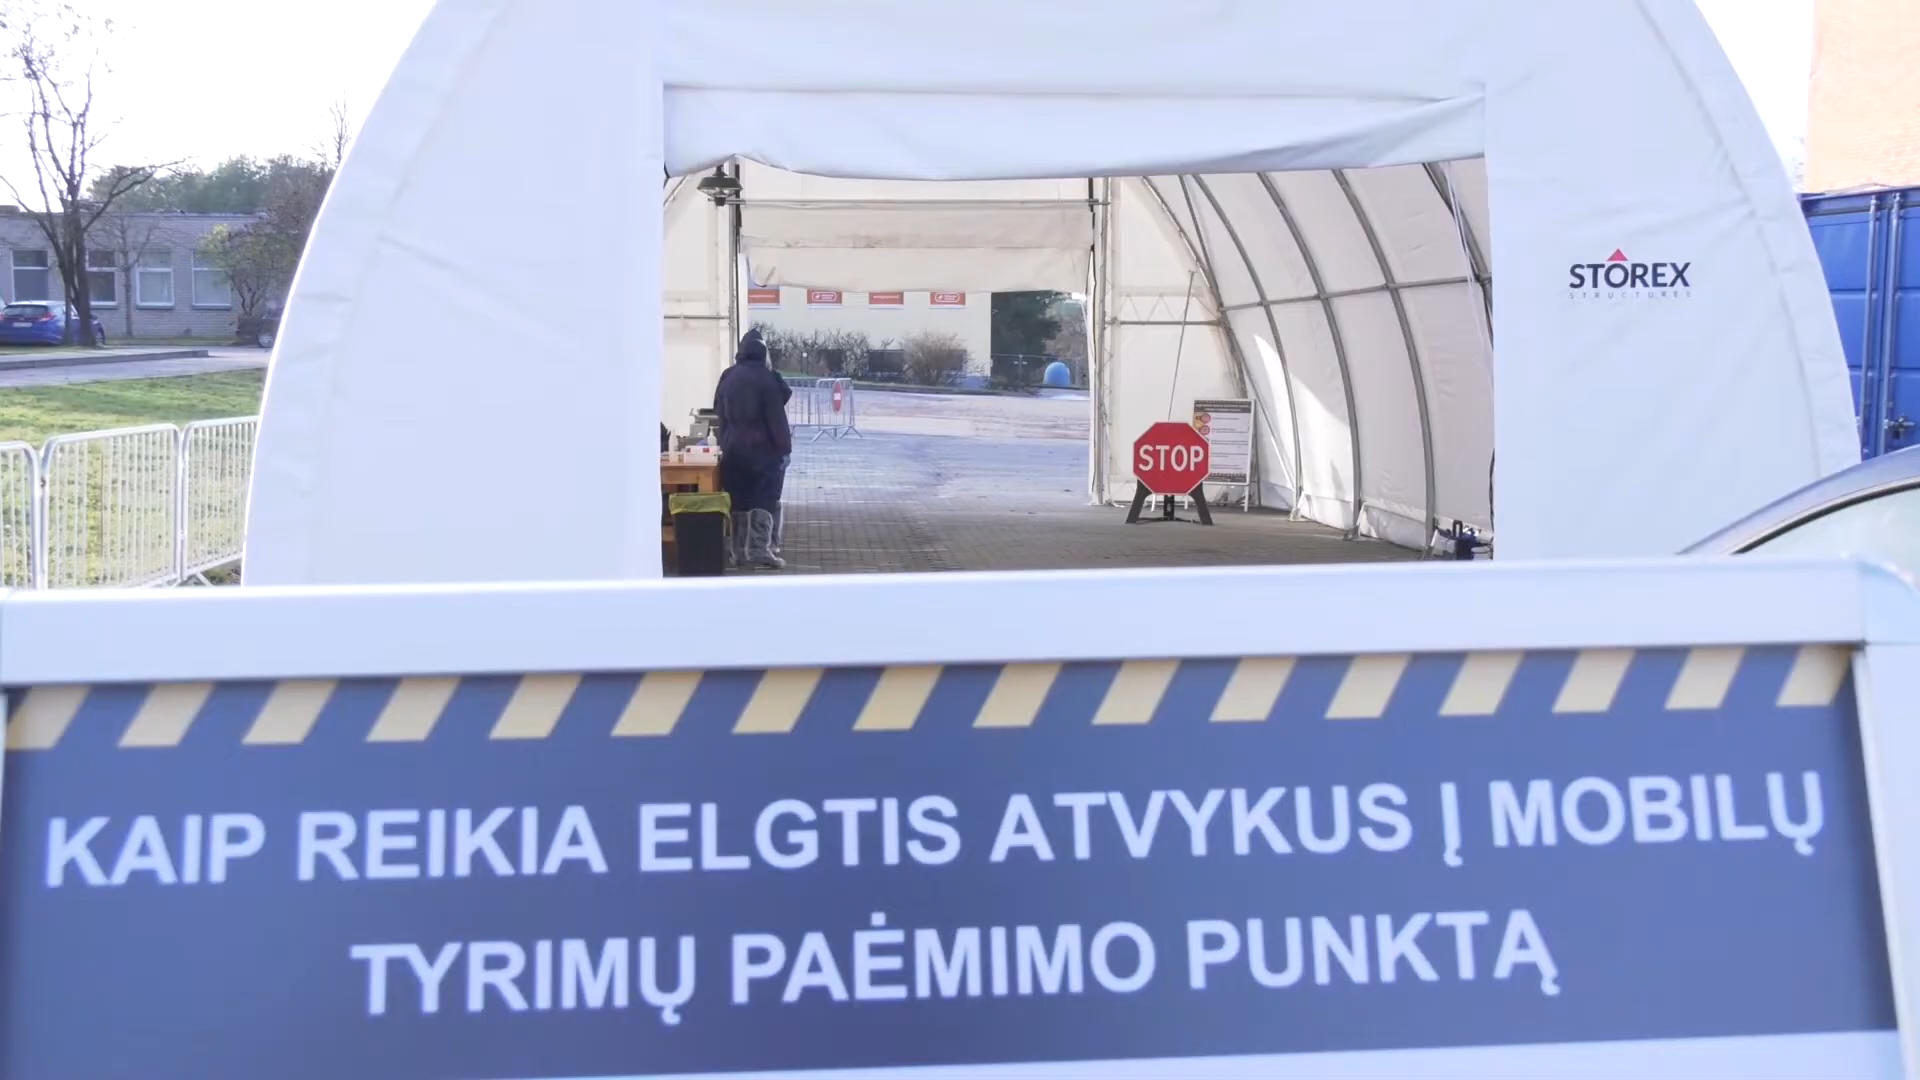 STOREX
STRUCTURES
STOP
KAIP REIKIA ELGTIS ATVYKUS Į MOBILŲ
TYRIMŲ PAĖMIMO PUNKTĄ